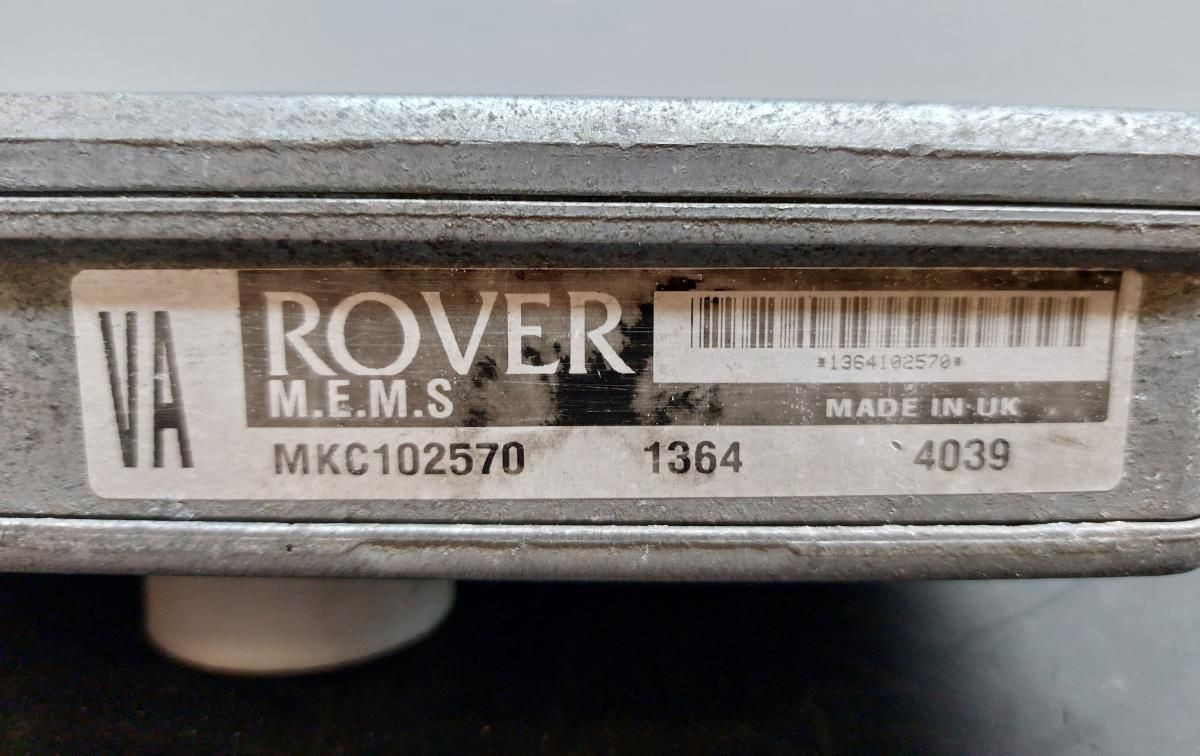 VA
ROVER
M.E.M.S
*1364102570*
MADE IN UK
MKC102570 1364 4039